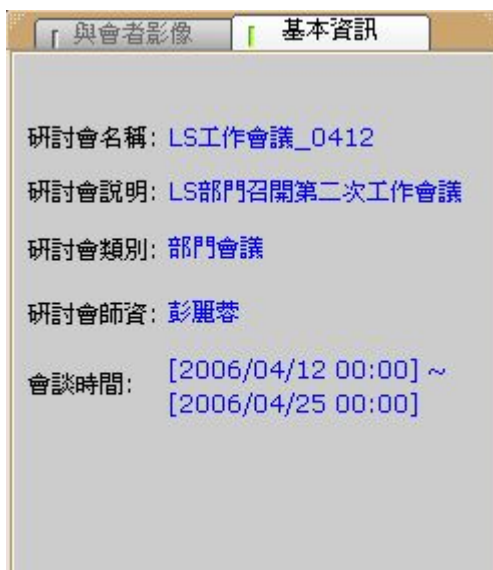 與會者影像
基本資訊
研討會名稱: LS工作會議_0412
研討會說明: LS部門召開第二次工作會議
研討會類別: 部門會議
研討會師資: 彭麗蓉
會談時間: [2006/04/12 00:00] ~
[2006/04/25 00:00]